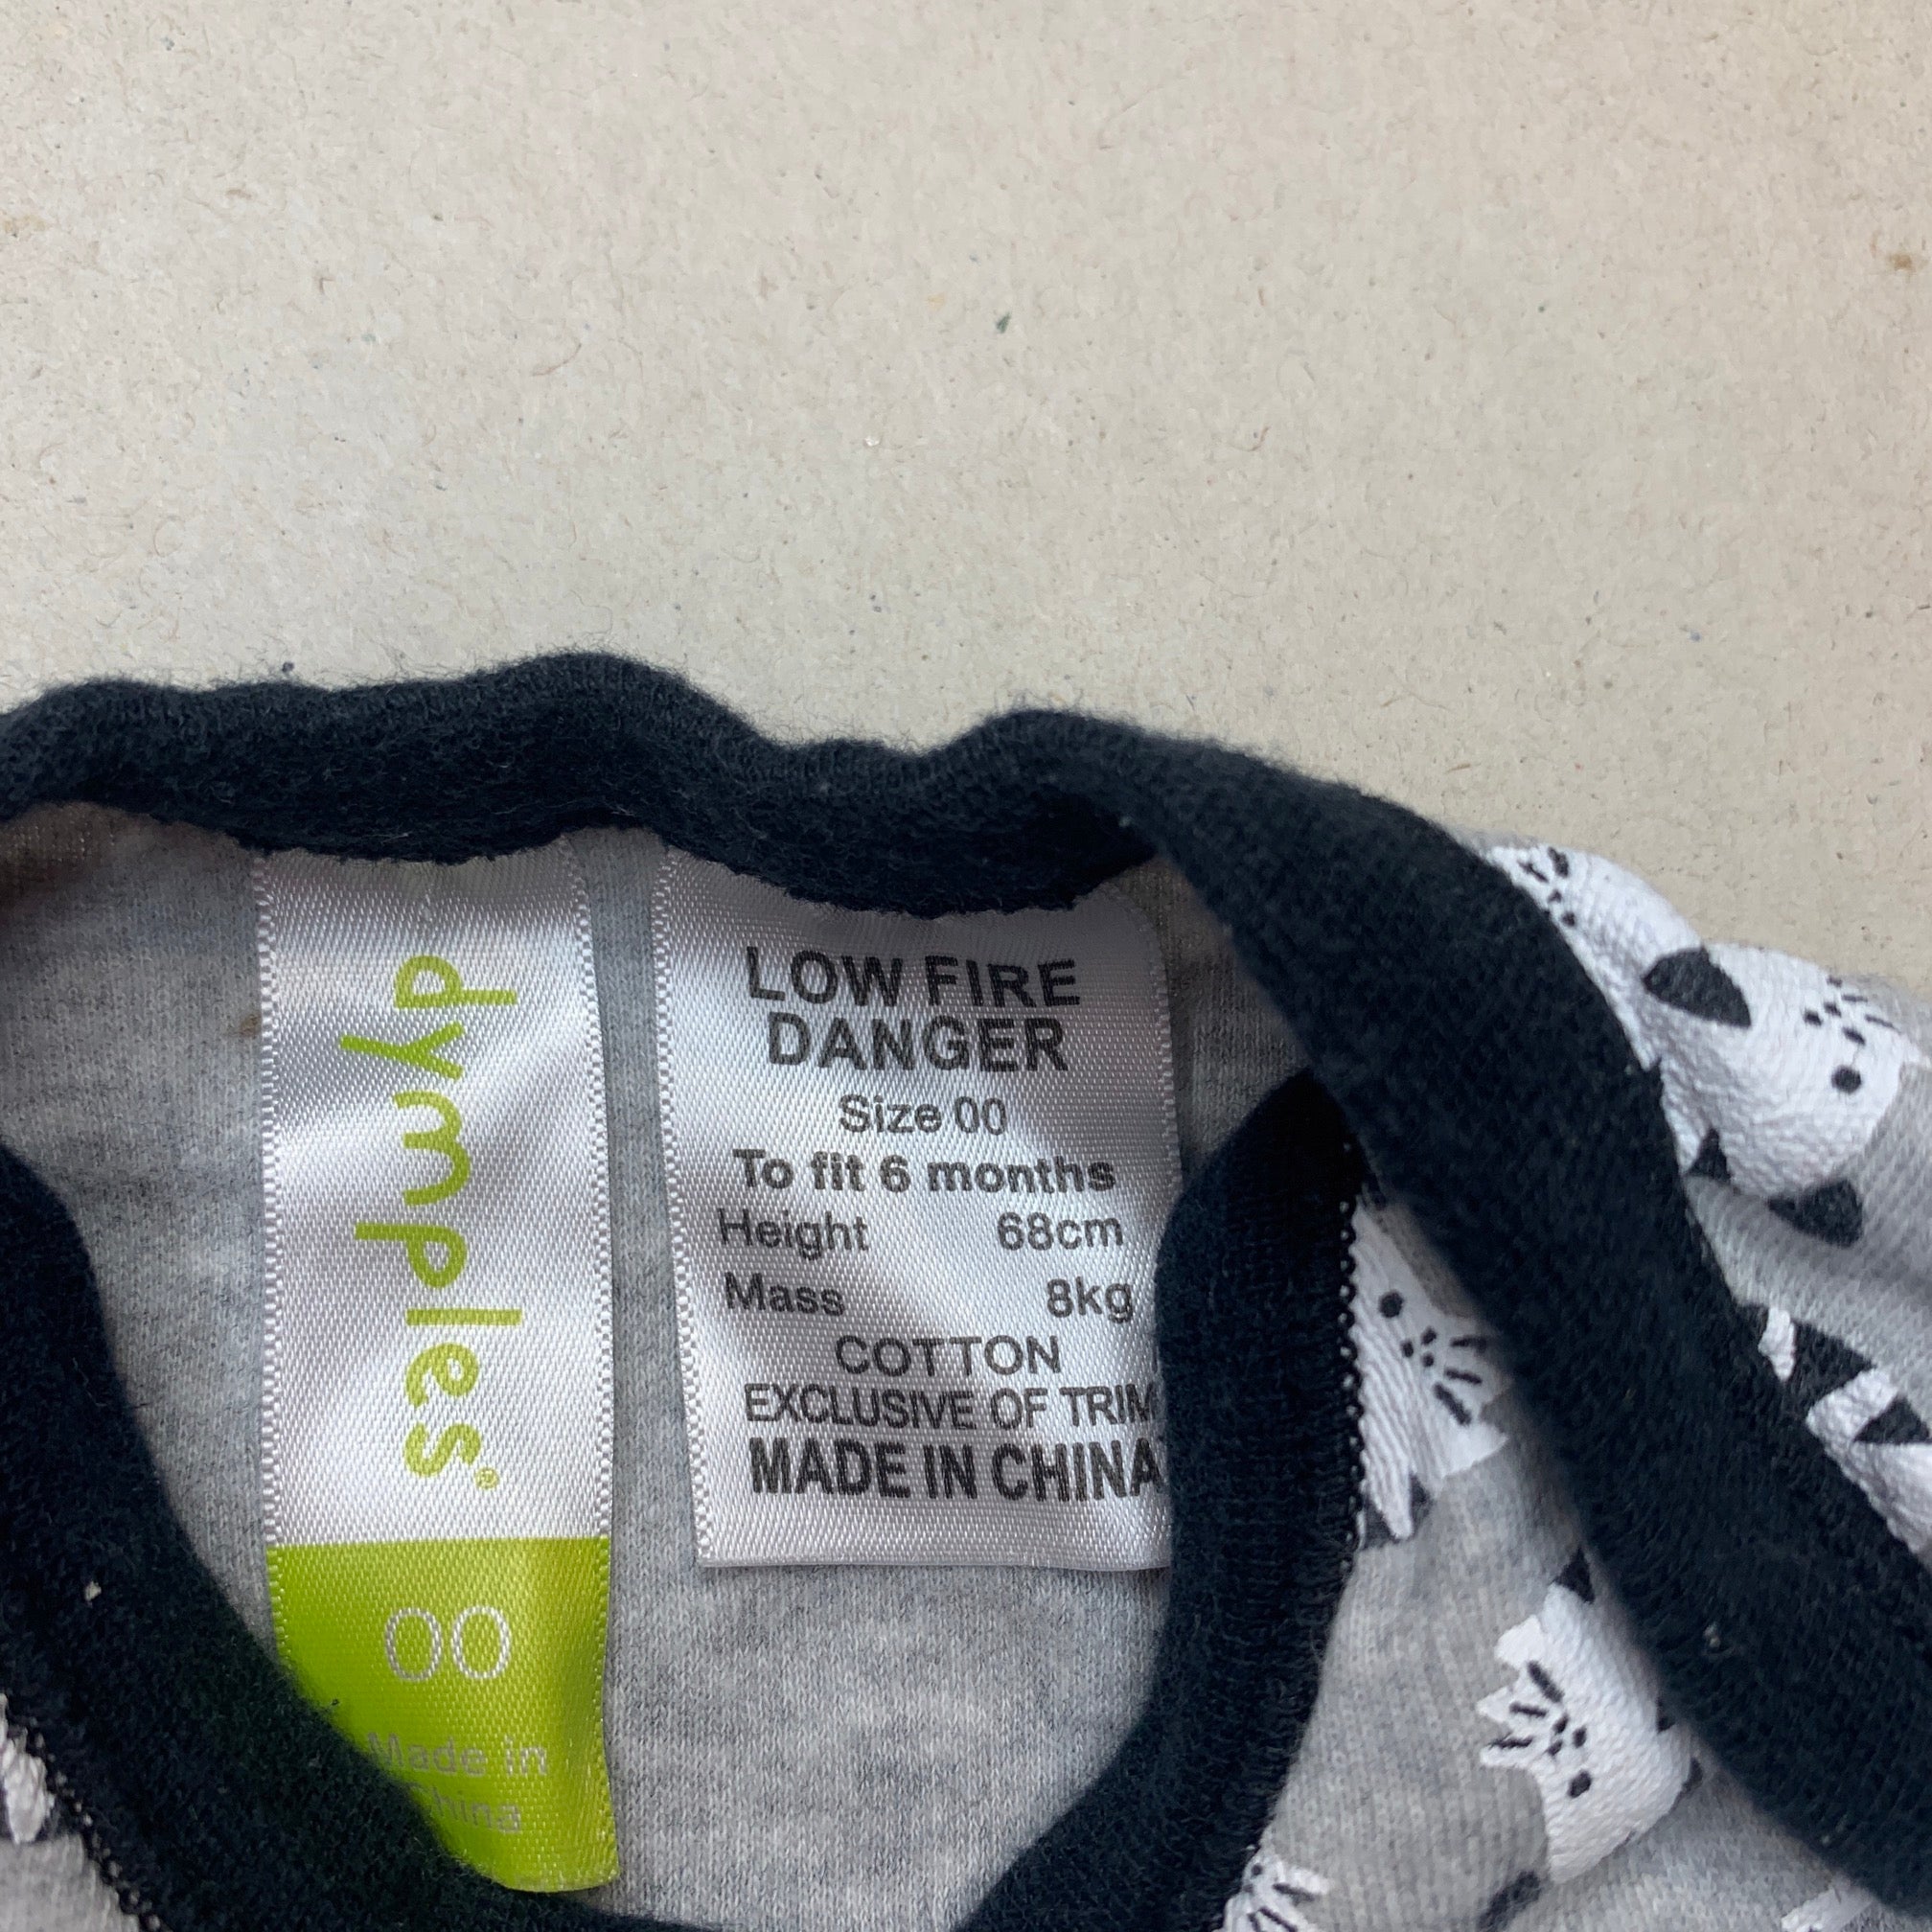 dymples®
00
Made in
China
LOW FIRE
DANGER
Size 00
To fit 6 months
Height 68cm
Mass 8kg
COTTON
EXCLUSIVE OF TRIM
MADE IN CHINA